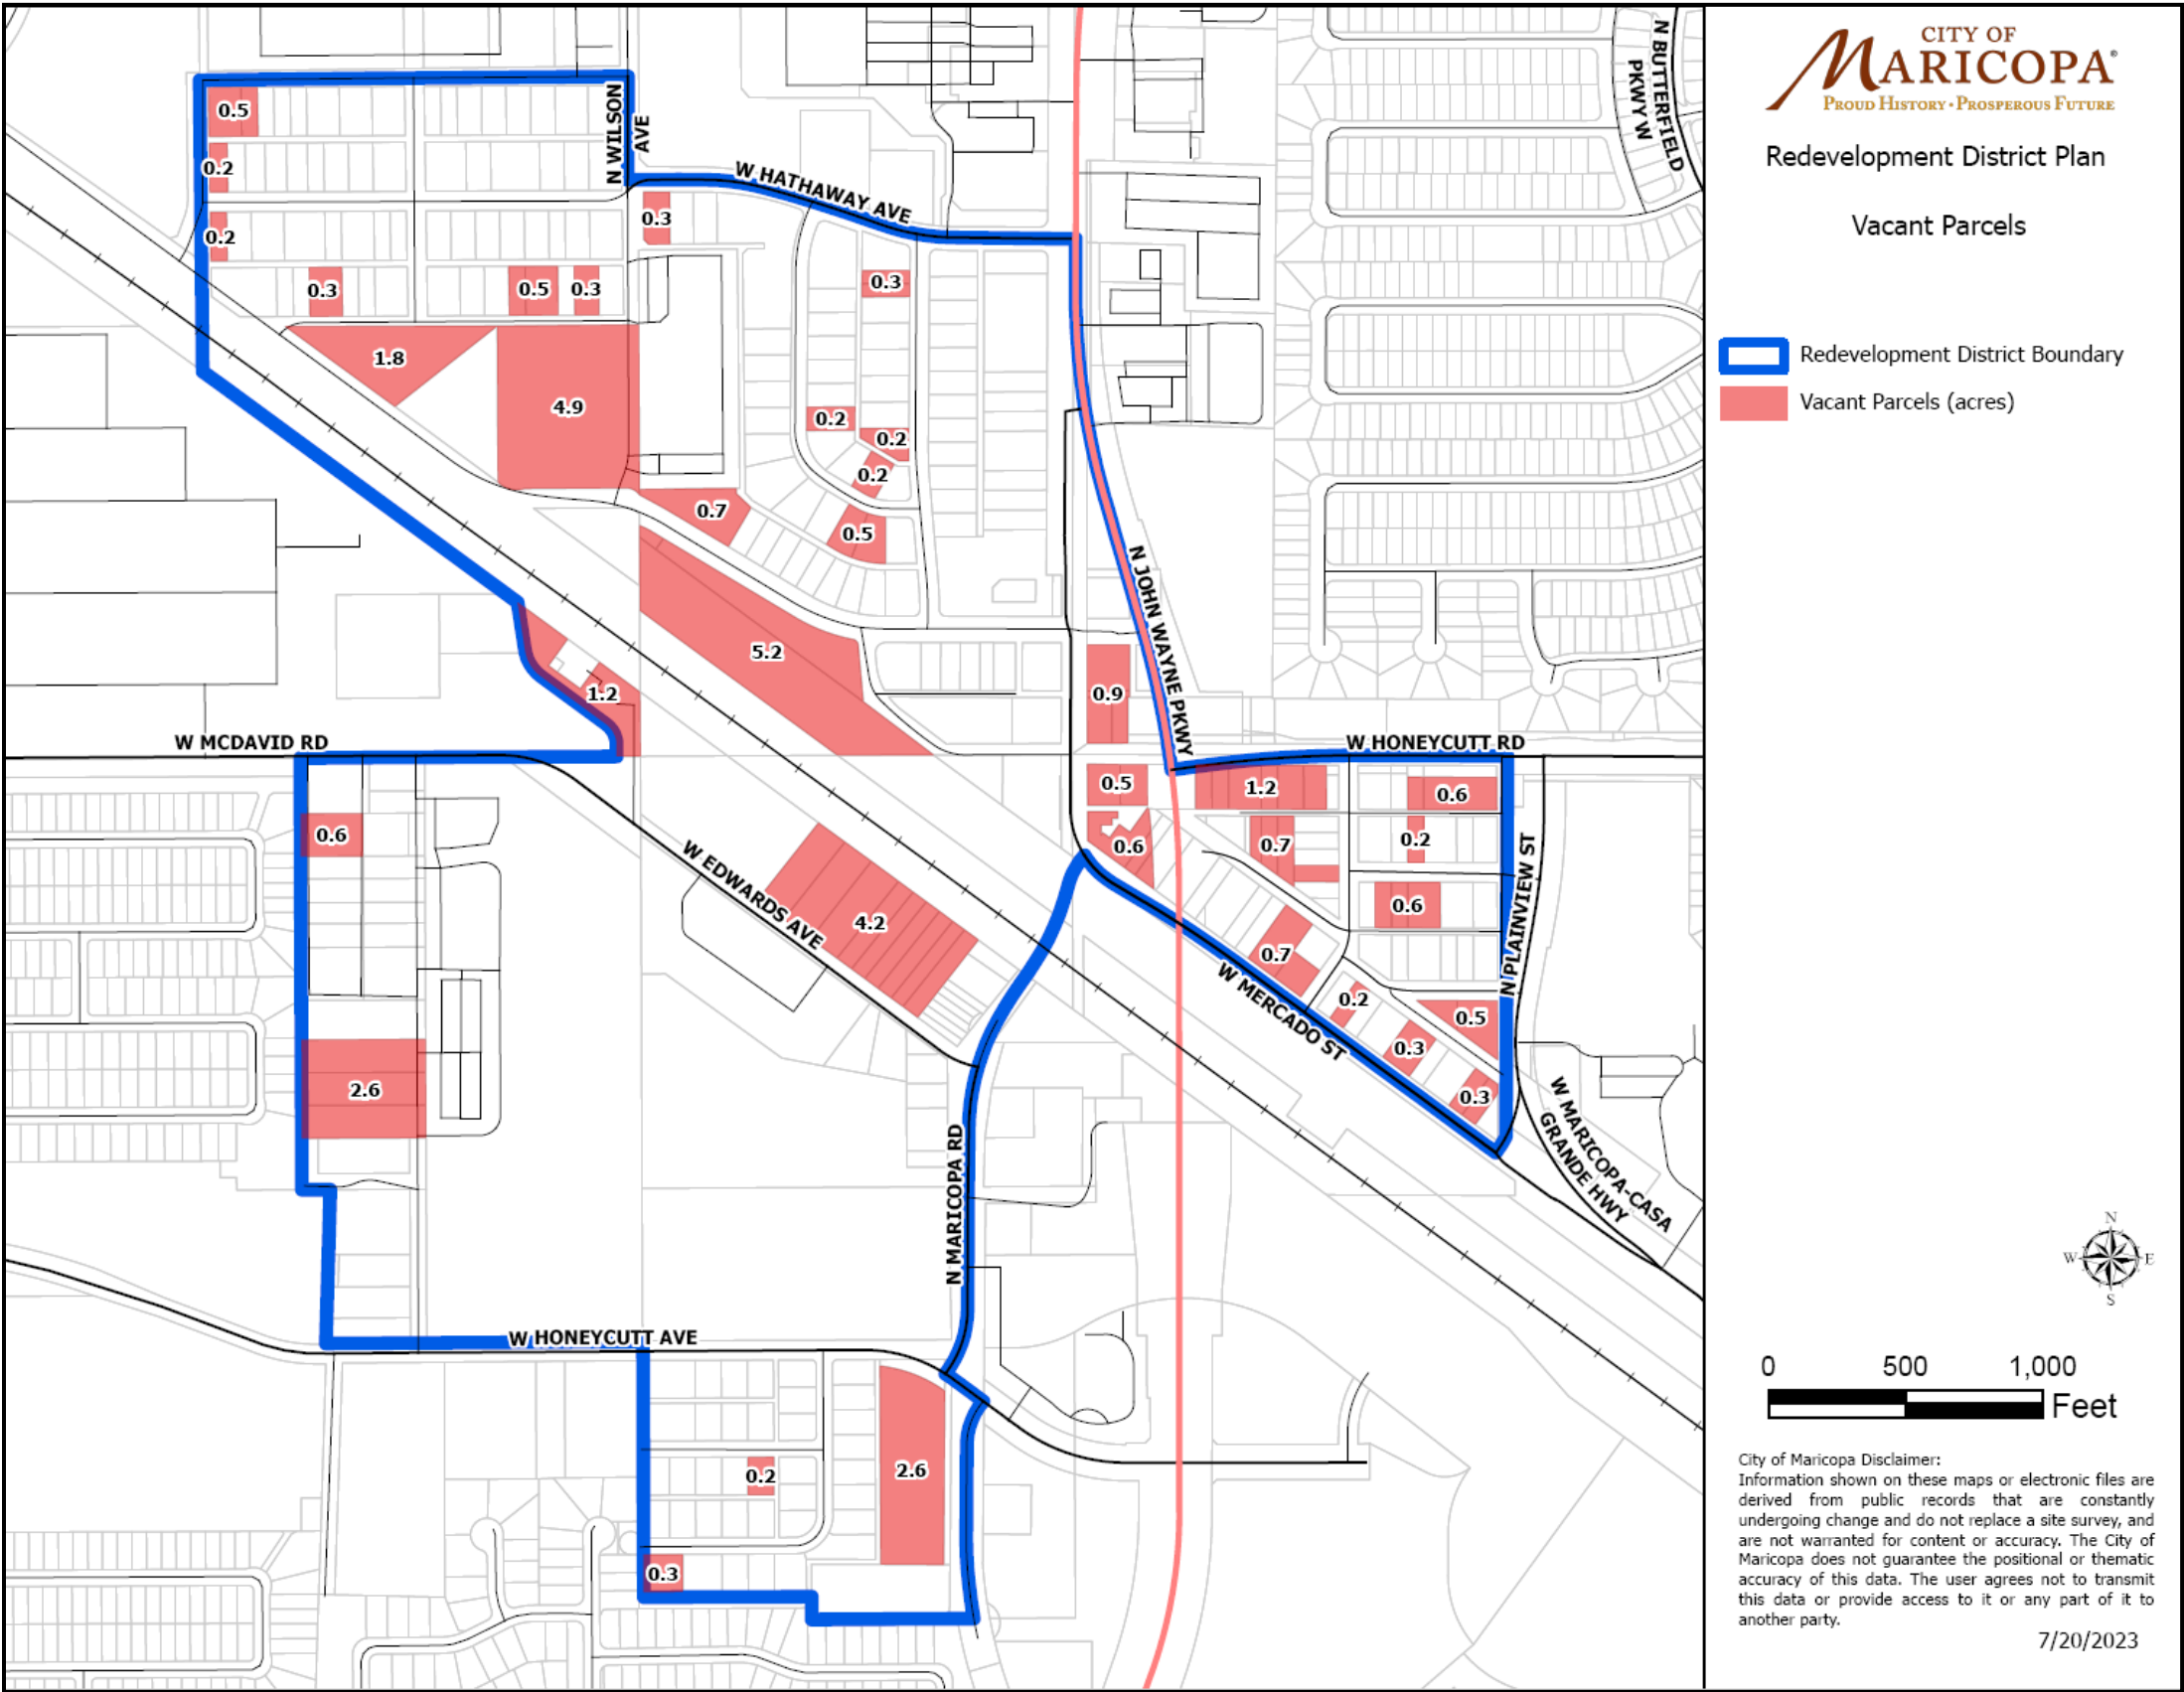 CITY OF
MARICOPA®
PROUD HISTORY • PROSPEROUS FUTURE
Redevelopment District Plan
Vacant Parcels
Redevelopment District Boundary
Vacant Parcels (acres)
N BUTTERFIELD
PKWY W
N WILSON
AVE
W HATHAWAY AVE
0.5
0.2
0.2
0.3
0.3
0.5
0.3
0.3
1.8
4.9
0.2
0.2
0.2
0.7
0.5
N JOHN WAYNE PKWY
5.2
1.2
0.9
W MCDAVID RD
W HONEYCUTT RD
0.5
1.2
0.6
0.6
0.6
0.7
0.2
W EDWARDS AVE
4.2
0.6
N PLAINVIEW ST
0.7
W MERCADO ST
0.2
0.5
0.3
0.3
2.6
W MARICOPA-CASA
GRANDE HWY
N MARICOPA RD
W HONEYCUTT AVE
0.2
2.6
0.3
N
W
E
S
0
500
1,000
Feet
City of Maricopa Disclaimer:
Information shown on these maps or electronic files are
derived from public records that are constantly
undergoing change and do not replace a site survey, and
are not warranted for content or accuracy. The City of
Maricopa does not guarantee the positional or thematic
accuracy of this data. The user agrees not to transmit
this data or provide access to it or any part of it to
another party.
7/20/2023